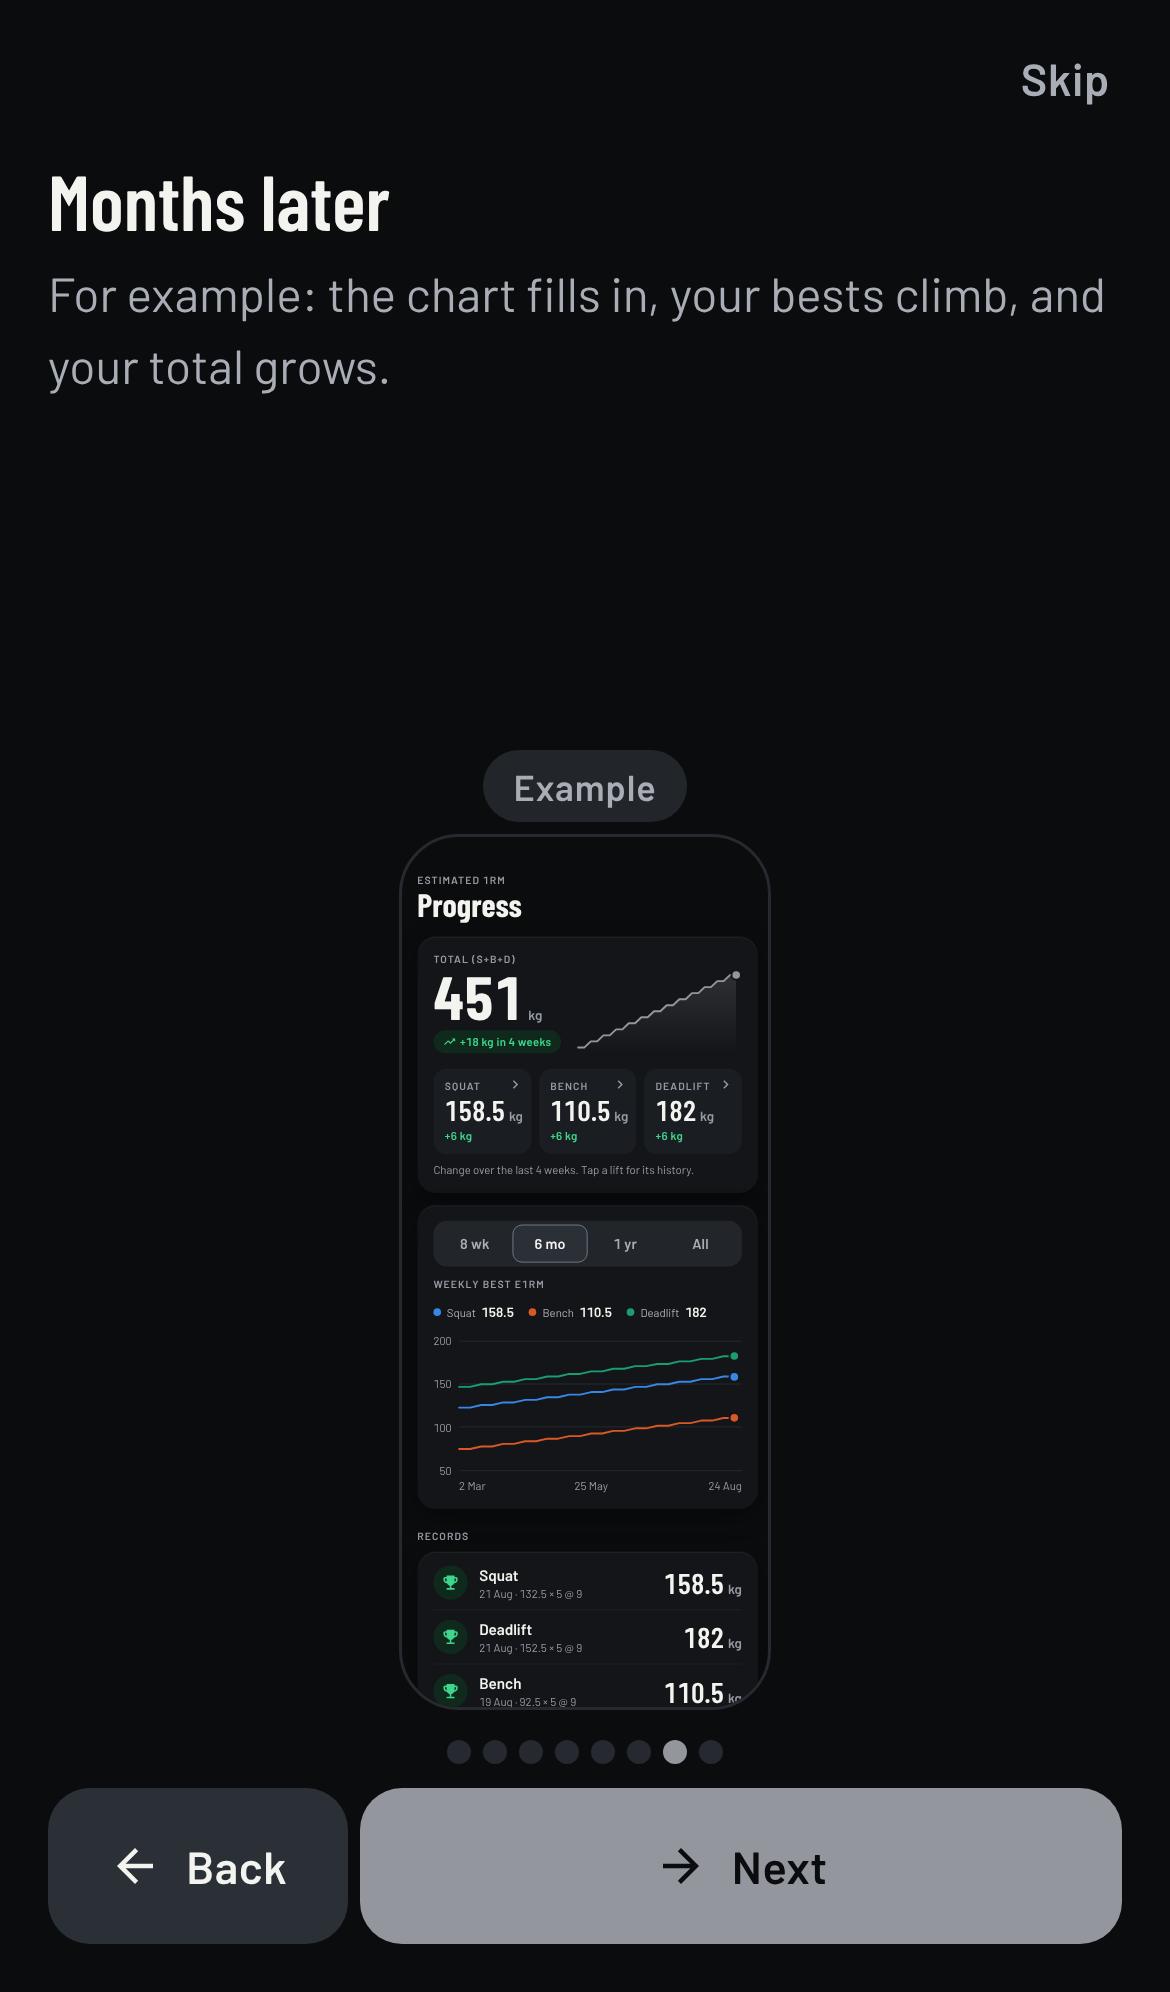 Skip
Months later
For example: the chart fills in, your bests climb, and
your total grows.
Example
ESTIMATED 1RM
Progress
TOTAL (S+B+D)
451 kg
+18 kg in 4 weeks
SQUAT
158.5 kg
+6 kg
BENCH
110.5 kg
+6 kg
DEADLIFT
182 kg
+6 kg
Change over the last 4 weeks. Tap a lift for its history.
8 wk 6 mo 1 yr All
WEEKLY BEST E1RM
Squat 158.5 Bench 110.5 Deadlift 182
200
150
100
50
2 Mar 25 May 24 Aug
RECORDS
Squat
21 Aug · 132.5 × 5 @ 9
158.5 kg
Deadlift
21 Aug · 152.5 × 5 @ 9
182 kg
Bench
19 Aug · 92.5 × 5 @ 9
110.5 kg
Back
Next